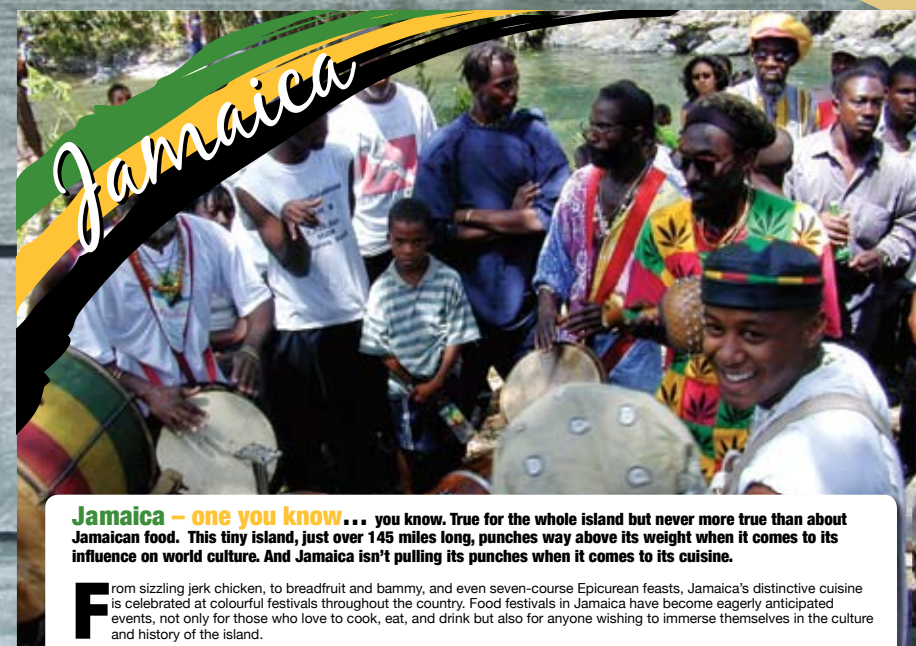 Jamaica
Jamaica – one you know... you know. True for the whole island but never more true than about
Jamaican food. This tiny island, just over 145 miles long, punches way above its weight when it comes to its
influence on world culture. And Jamaica isn't pulling its punches when it comes to its cuisine.
From sizzling jerk chicken, to breadfruit and bammy, and even seven-course Epicurean feasts, Jamaica's distinctive cuisine
is celebrated at colourful festivals throughout the country. Food festivals in Jamaica have become eagerly anticipated
events, not only for those who love to cook, eat, and drink but also for anyone wishing to immerse themselves in the culture
and history of the island.